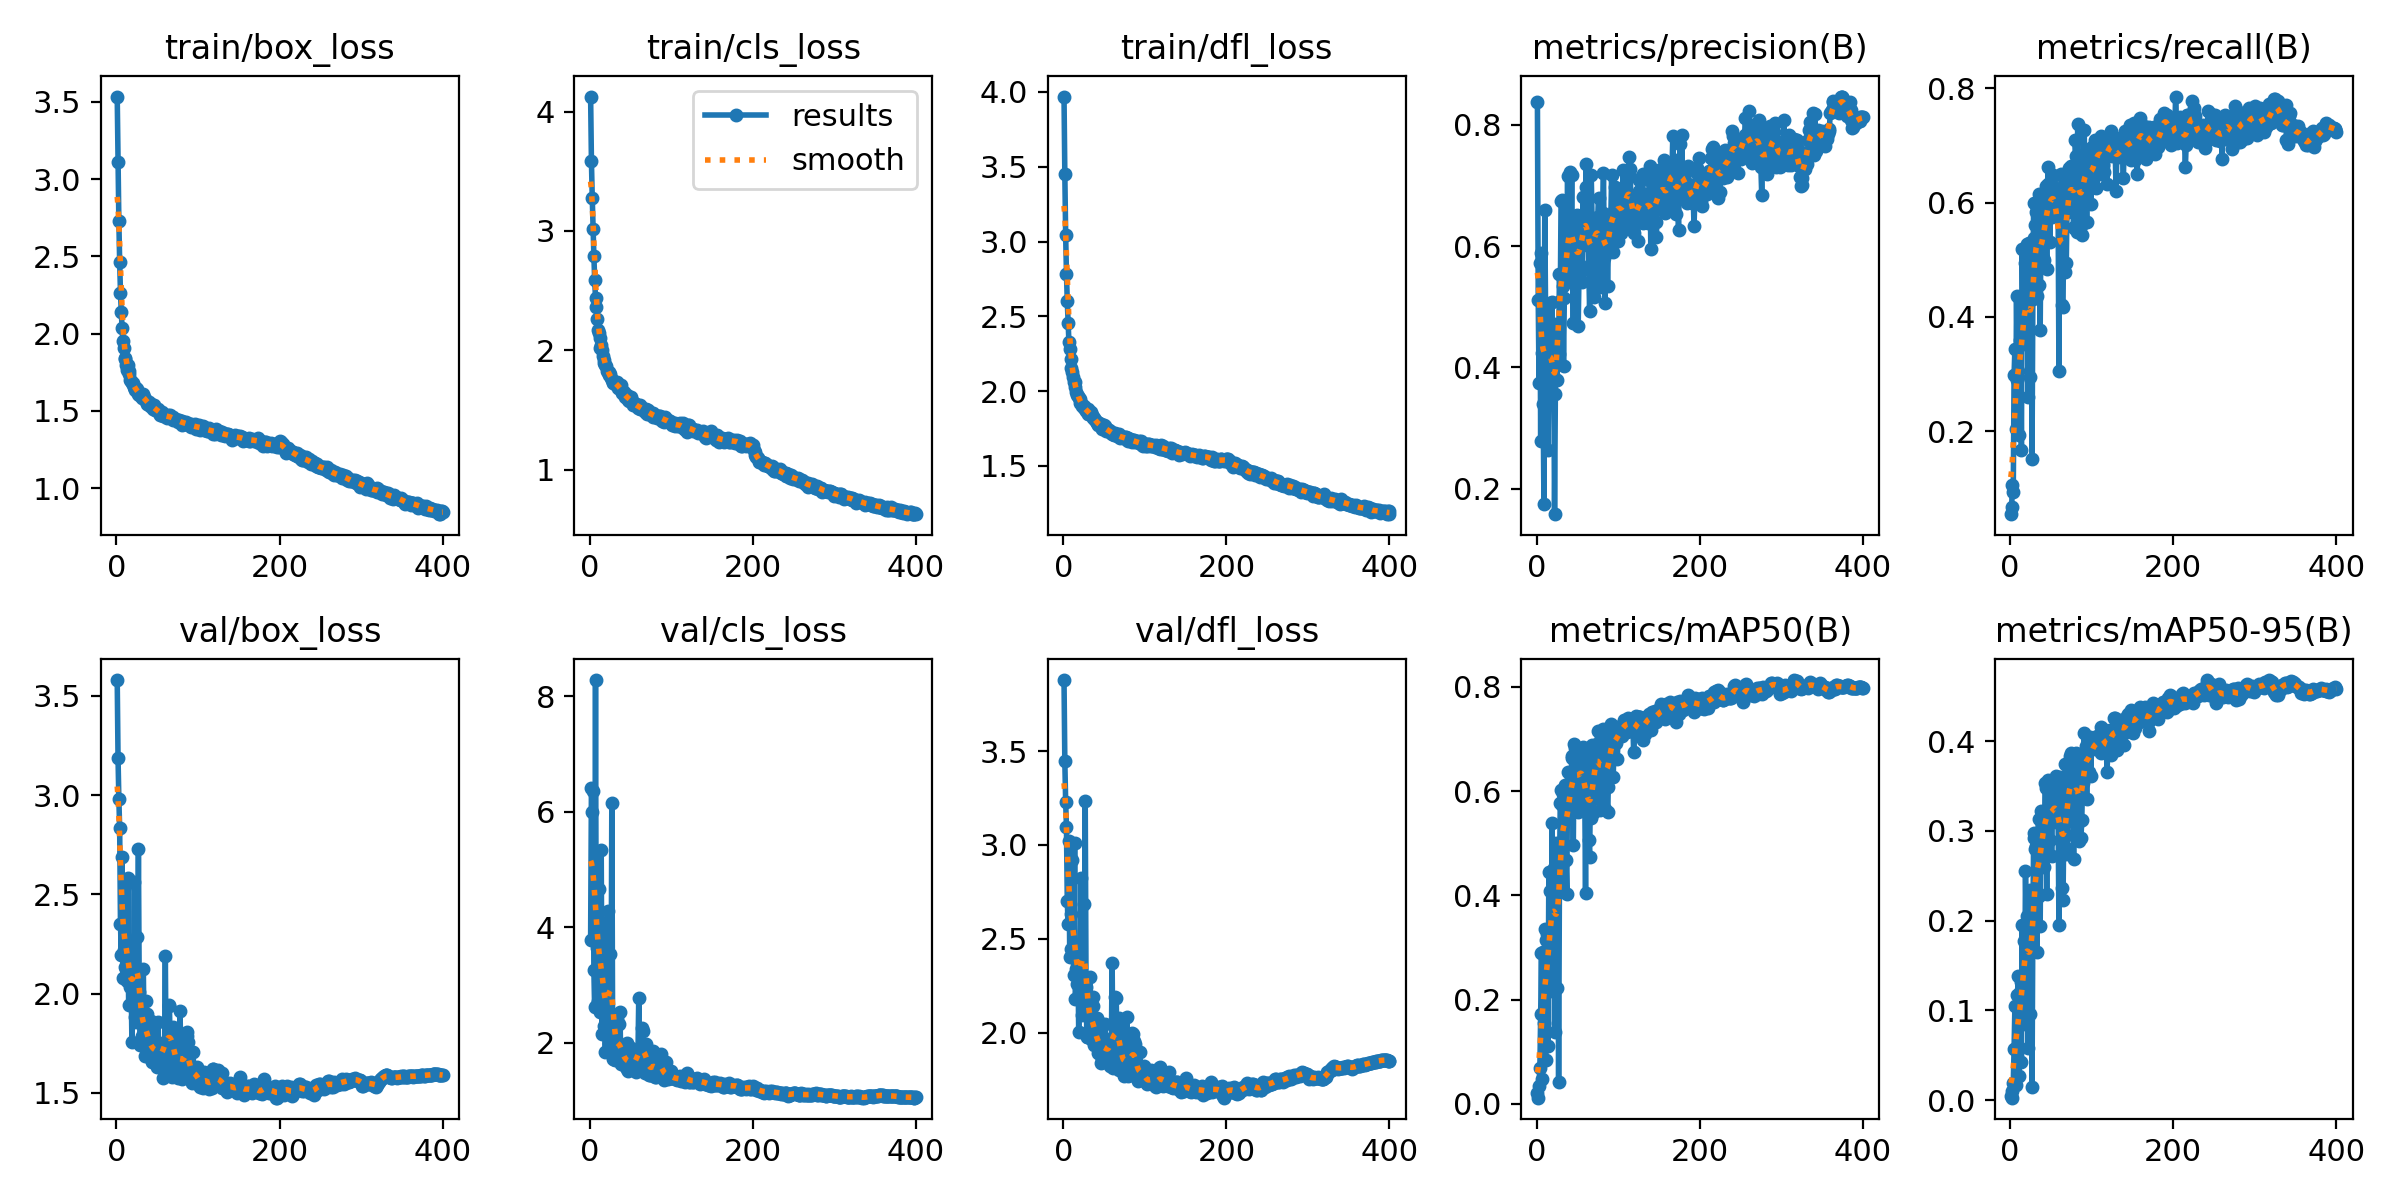 train/box_loss
3.5
3.0
2.5
2.0
1.5
1.0
0 200 400
train/cls_loss
results
smooth
4
3
2
1
0 200 400
train/dfl_loss
4.0
3.5
3.0
2.5
2.0
1.5
0 200 400
metrics/precision(B)
0.8
0.6
0.4
0.2
0 200 400
metrics/recall(B)
0.8
0.6
0.4
0.2
0 200 400
val/box_loss
3.5
3.0
2.5
2.0
1.5
0 200 400
val/cls_loss
8
6
4
2
0 200 400
val/dfl_loss
3.5
3.0
2.5
2.0
0 200 400
metrics/mAP50(B)
0.8
0.6
0.4
0.2
0.0
0 200 400
metrics/mAP50-95(B)
0.4
0.3
0.2
0.1
0.0
0 200 400